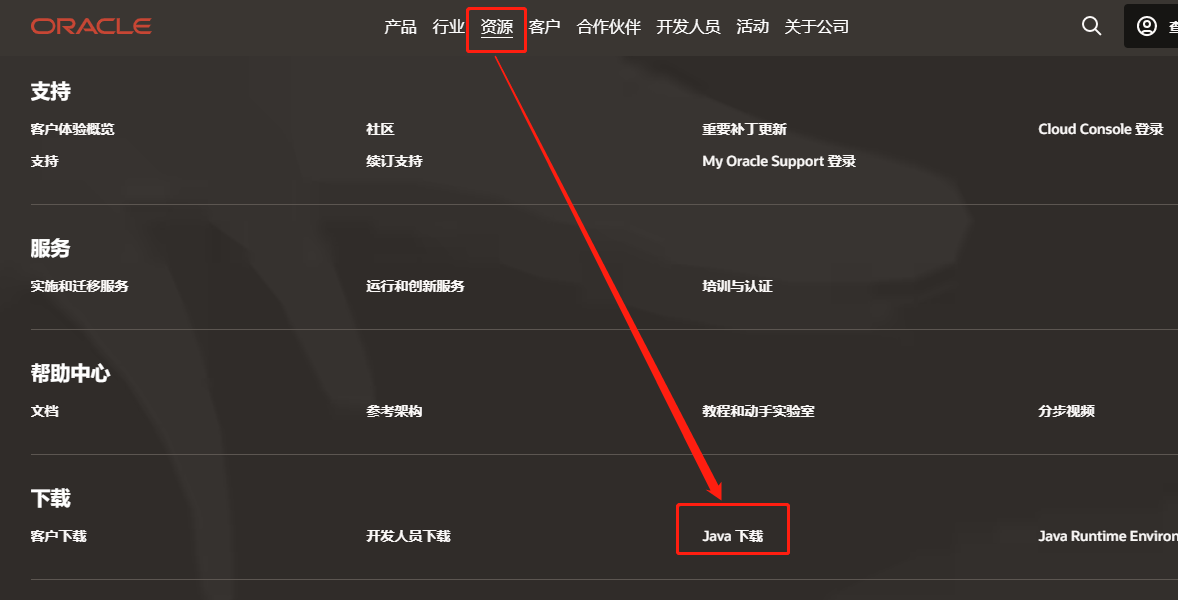 ORACLE 产品 行业 资源 客户 合作伙伴 开发人员 活动 关于公司
支持
客户体验概览 社区 重要补丁更新 Cloud Console 登录
支持 续订支持 My Oracle Support 登录
服务
实施和迁移服务 运行和创新服务 培训与认证
帮助中心
文档 参考架构 教程和动手实验室 分步视频
下载
客户下载 开发人员下载 Java 下载 Java Runtime Environ